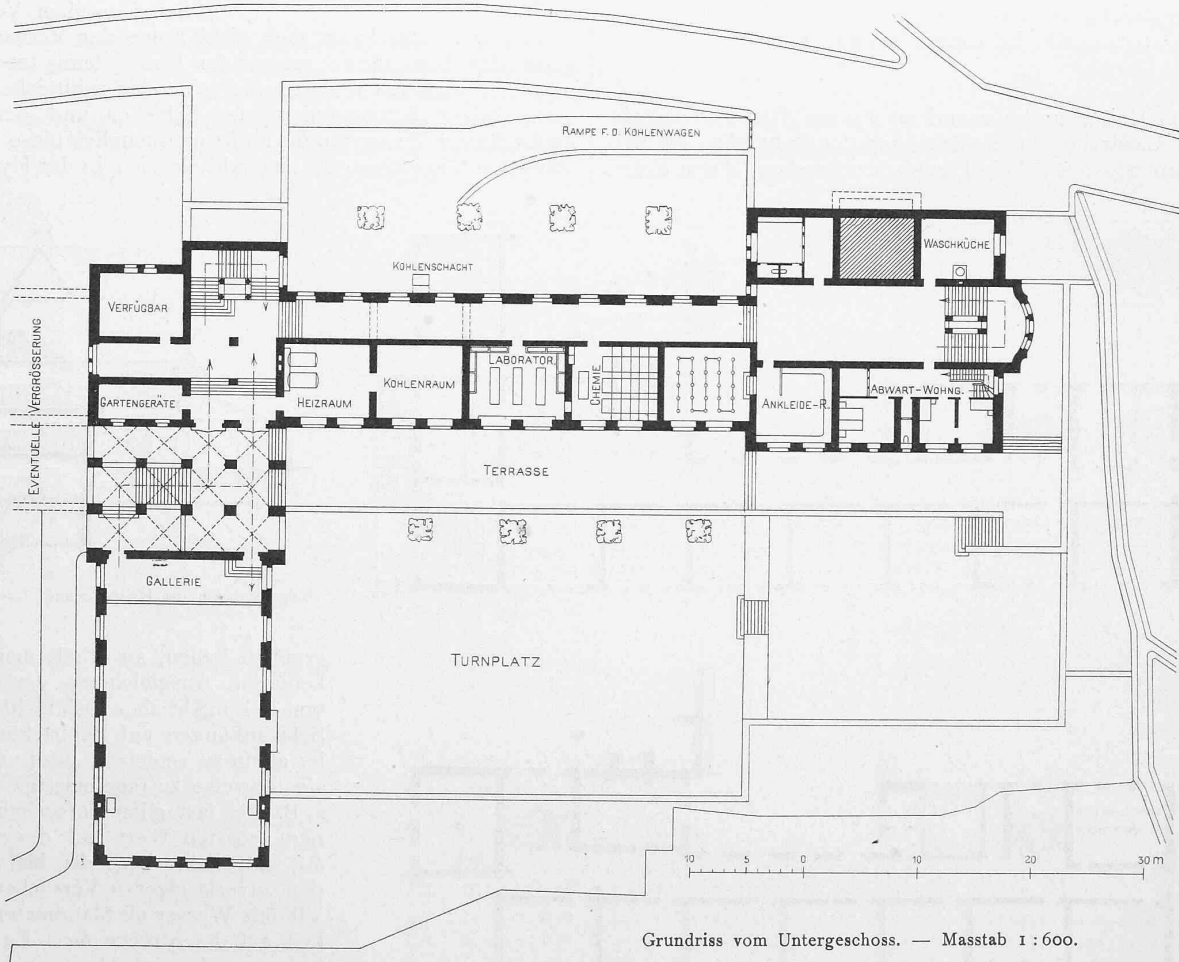 RAMPE F. D. KOHLENWAGEN
WASCHKÜCHE
KOHLENSCHACHT
VERFÜGBAR
EVENTUELLE VERGRÖSSERUNG
GARTENGERÄTE
HEIZRAUM
KOHLENRAUM
LABORATOR.
CHEMIE
ANKLEIDE-R.
ABWART-WOHNG.
TERRASSE
GALLERIE
TURNPLATZ
10 5 0 10 20 30 m
Grundriss vom Untergeschoss. — Masstab 1 : 600.